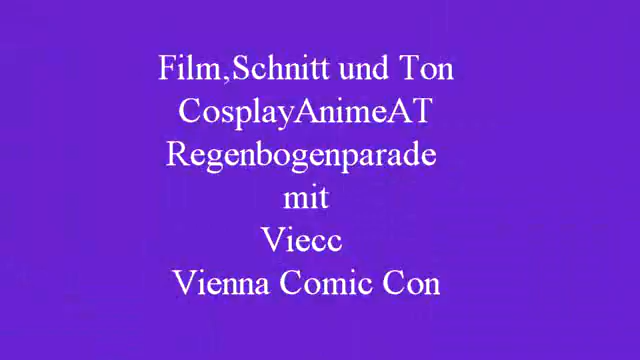 Film,Schnitt und Ton
CosplayAnimeAT
Regenbogenparade
mit
Viecc
Vienna Comic Con